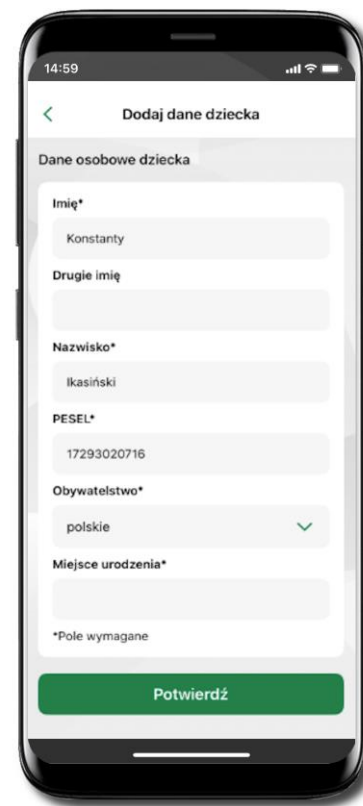 14:59
Dodaj dane dziecka
Dane osobowe dziecka
Imię*
Konstanty
Drugie imię
Nazwisko*
Ikasiński
PESEL*
17293020716
Obywatelstwo*
polskie
Miejsce urodzenia*
*Pole wymagane
Potwierdź